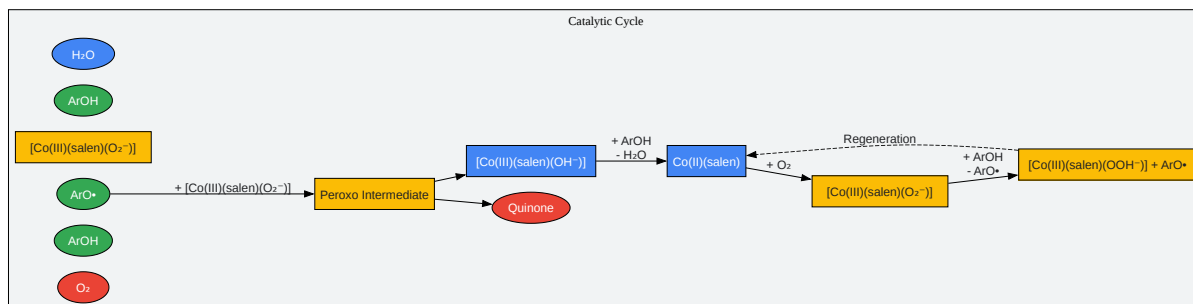 Catalytic Cycle
H₂O
ArOH
[Co(III)(salen)(O₂⁻)]
ArO•
ArOH
O₂
+ [Co(III)(salen)(O₂⁻)]
Peroxo Intermediate
[Co(III)(salen)(OH⁻)]
Quinone
+ ArOH
- H₂O
Co(II)(salen)
+ O₂
[Co(III)(salen)(O₂⁻)]
Regeneration
+ ArOH
- ArO•
[Co(III)(salen)(OOH⁻)] + ArO•